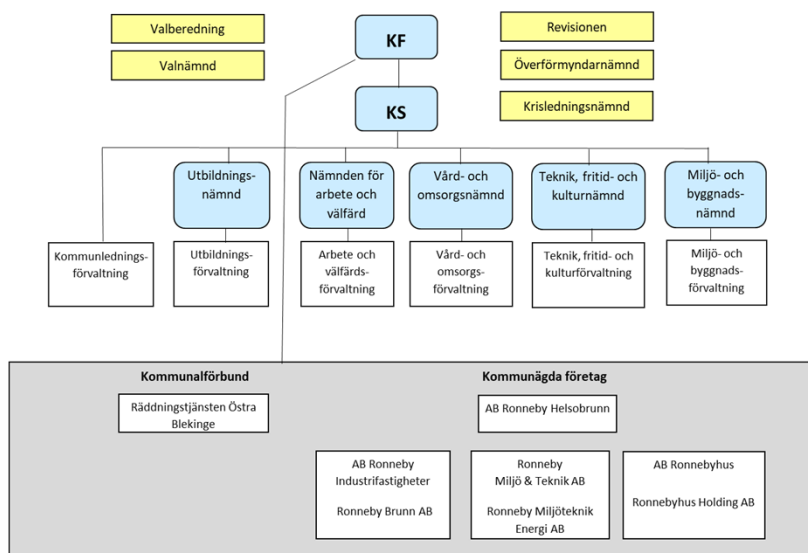 Valberedning
Valnämnd
KF
KS
Revisionen
Överförmyndarnämnd
Krisledningsnämnd
Utbildnings-
nämnd
Nämnden för
arbete och
välfärd
Vård- och
omsorgsnämnd
Teknik, fritid- och
kulturnämnd
Miljö- och
byggnads-
nämnd
Kommunlednings-
förvaltning
Utbildnings-
förvaltning
Arbete och
välfärds-
förvaltning
Vård- och
omsorgs-
förvaltning
Teknik, fritid- och
kulturförvaltning
Miljö- och
byggnads-
förvaltning
Kommunalförbund
Räddningstjänsten Östra
Blekinge
Kommunägda företag
AB Ronneby Helsobrunn
AB Ronneby
Industrifastigheter
Ronneby Brunn AB
Ronneby
Miljö & Teknik AB
Ronneby Miljöteknik
Energi AB
AB Ronnebyhus
Ronnebyhus Holding AB